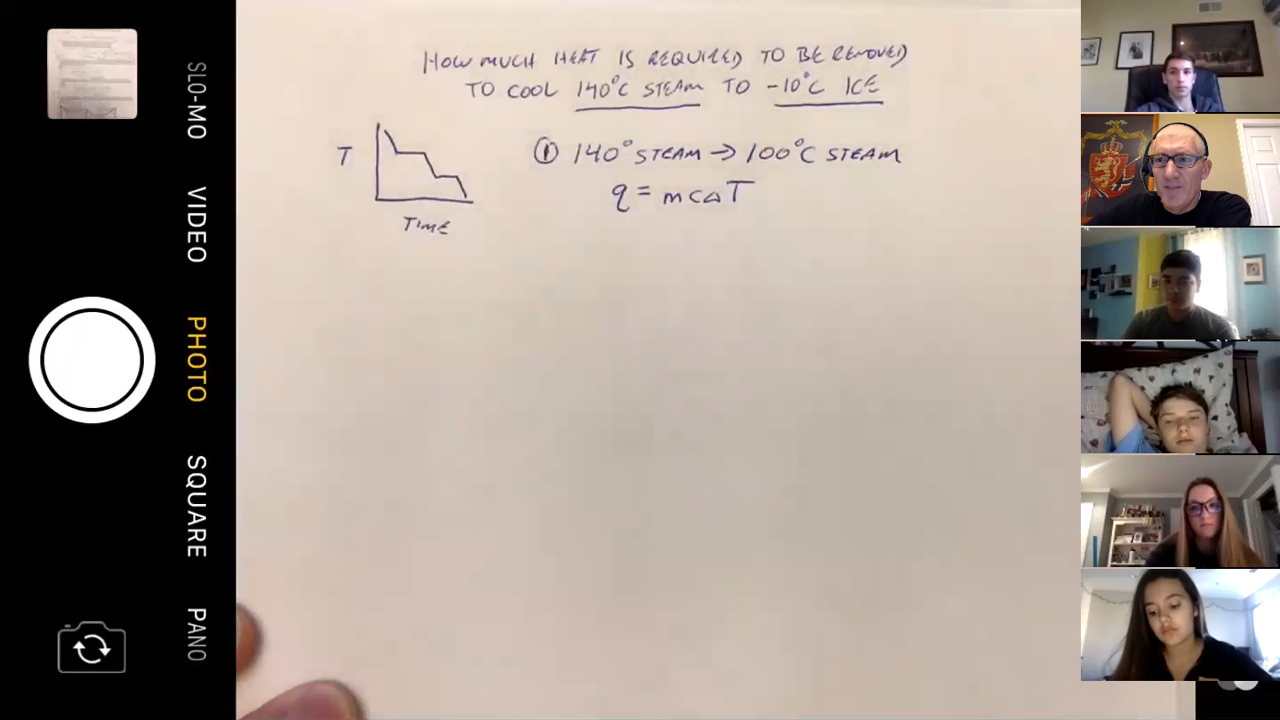 SLO-MO
VIDEO
PHOTO
SQUARE
PANO
HOW MUCH HEAT IS REQUIRED TO BE REMOVED
TO COOL 140°C STEAM TO -10°C ICE
T
TIME
① 140° STEAM → 100°C STEAM
q = mcΔT